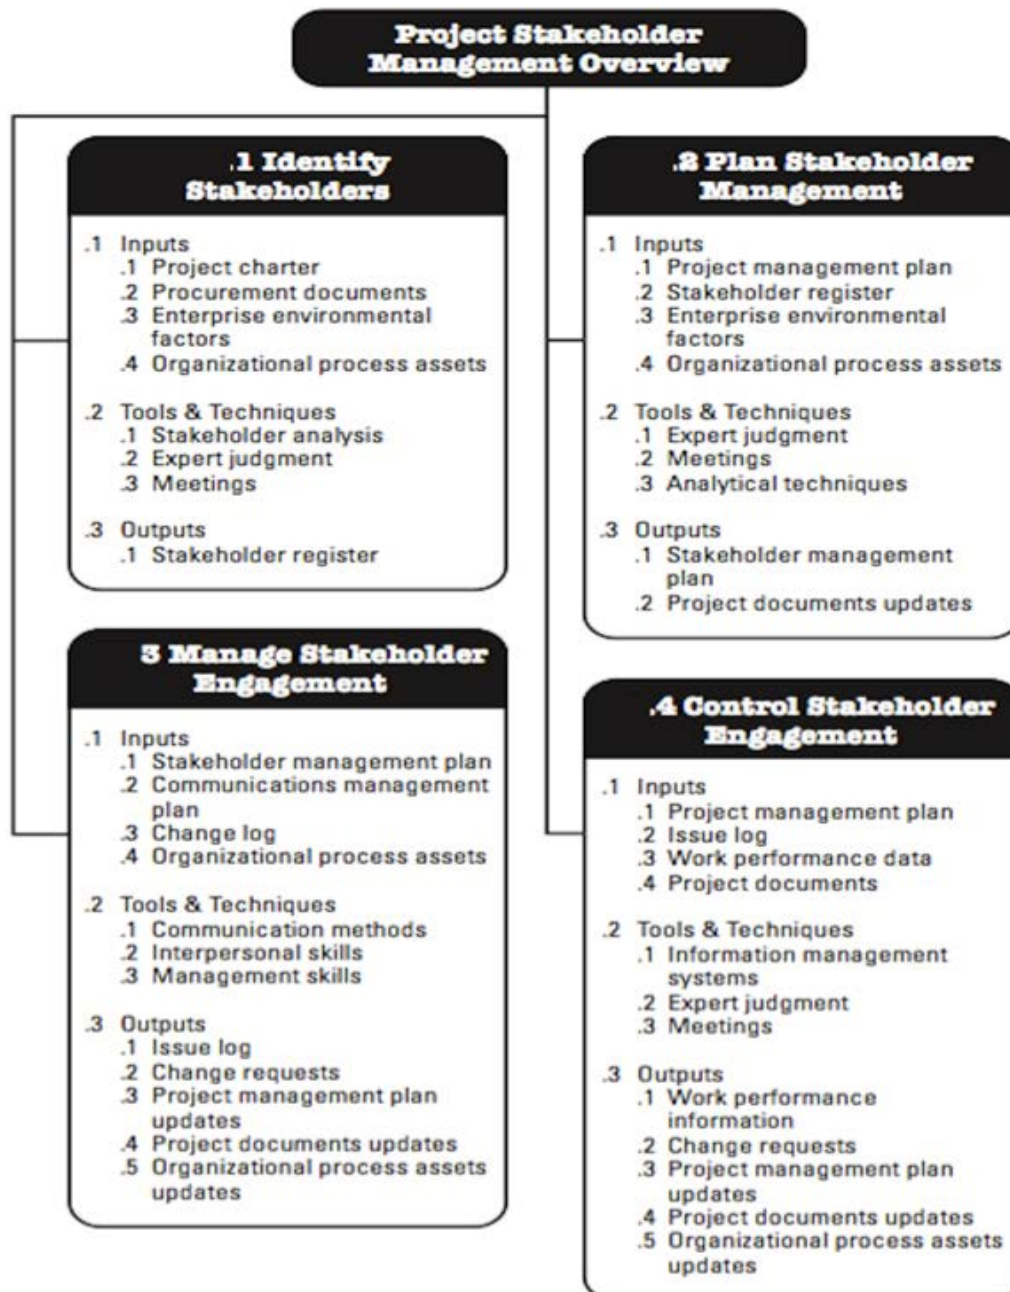 Project Stakeholder
Management Overview
.1 Identify
Stakeholders
.1 Inputs
.1 Project charter
.2 Procurement documents
.3 Enterprise environmental
factors
.4 Organizational process assets
.2 Tools & Techniques
.1 Stakeholder analysis
.2 Expert judgment
.3 Meetings
.3 Outputs
.1 Stakeholder register
.2 Plan Stakeholder
Management
.1 Inputs
.1 Project management plan
.2 Stakeholder register
.3 Enterprise environmental
factors
.4 Organizational process assets
.2 Tools & Techniques
.1 Expert judgment
.2 Meetings
.3 Analytical techniques
.3 Outputs
.1 Stakeholder management
plan
.2 Project documents updates
3 Manage Stakeholder
Engagement
.1 Inputs
.1 Stakeholder management plan
.2 Communications management
plan
.3 Change log
.4 Organizational process assets
.2 Tools & Techniques
.1 Communication methods
.2 Interpersonal skills
.3 Management skills
.3 Outputs
.1 Issue log
.2 Change requests
.3 Project management plan
updates
.4 Project documents updates
.5 Organizational process assets
updates
.4 Control Stakeholder
Engagement
.1 Inputs
.1 Project management plan
.2 Issue log
.3 Work performance data
.4 Project documents
.2 Tools & Techniques
.1 Information management
systems
.2 Expert judgment
.3 Meetings
.3 Outputs
.1 Work performance
information
.2 Change requests
.3 Project management plan
updates
.4 Project documents updates
.5 Organizational process assets
updates